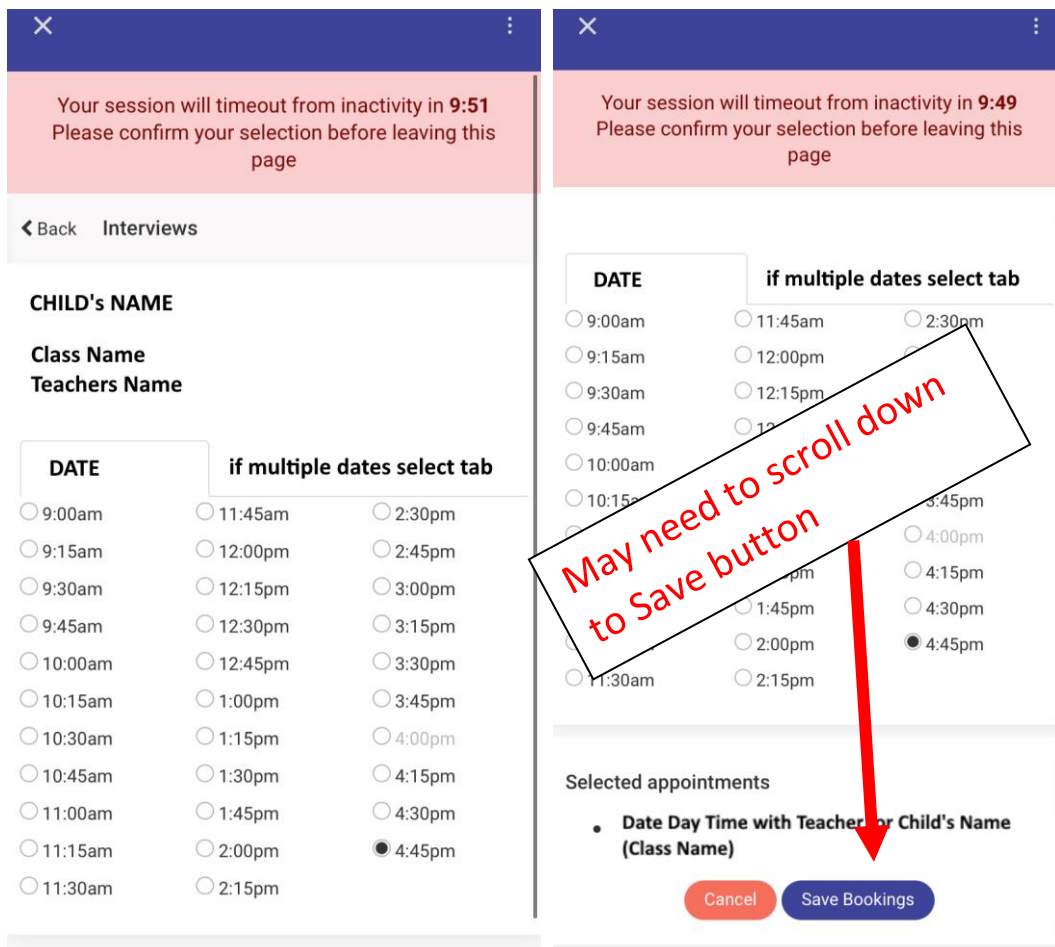 Your session will timeout from inactivity in 9:51
Please confirm your selection before leaving this
page
Back Interviews
CHILD's NAME
Class Name
Teachers Name
DATE if multiple dates select tab
9:00am 11:45am 2:30pm
9:15am 12:00pm 2:45pm
9:30am 12:15pm 3:00pm
9:45am 12:30pm 3:15pm
10:00am 12:45pm 3:30pm
10:15am 1:00pm 3:45pm
10:30am 1:15pm 4:00pm
10:45am 1:30pm 4:15pm
11:00am 1:45pm 4:30pm
11:15am 2:00pm 4:45pm
11:30am 2:15pm
Your session will timeout from inactivity in 9:49
Please confirm your selection before leaving this
page
DATE if multiple dates select tab
9:00am 11:45am 2:30pm
9:15am 12:00pm
9:30am 12:15pm
9:45am
10:00am
3:45pm
4:00pm
4:15pm
1:45pm 4:30pm
2:00pm 4:45pm
11:30am 2:15pm
May need to scroll down
to Save button
Selected appointments
Date Day Time with Teacher for Child's Name
(Class Name)
Cancel Save Bookings